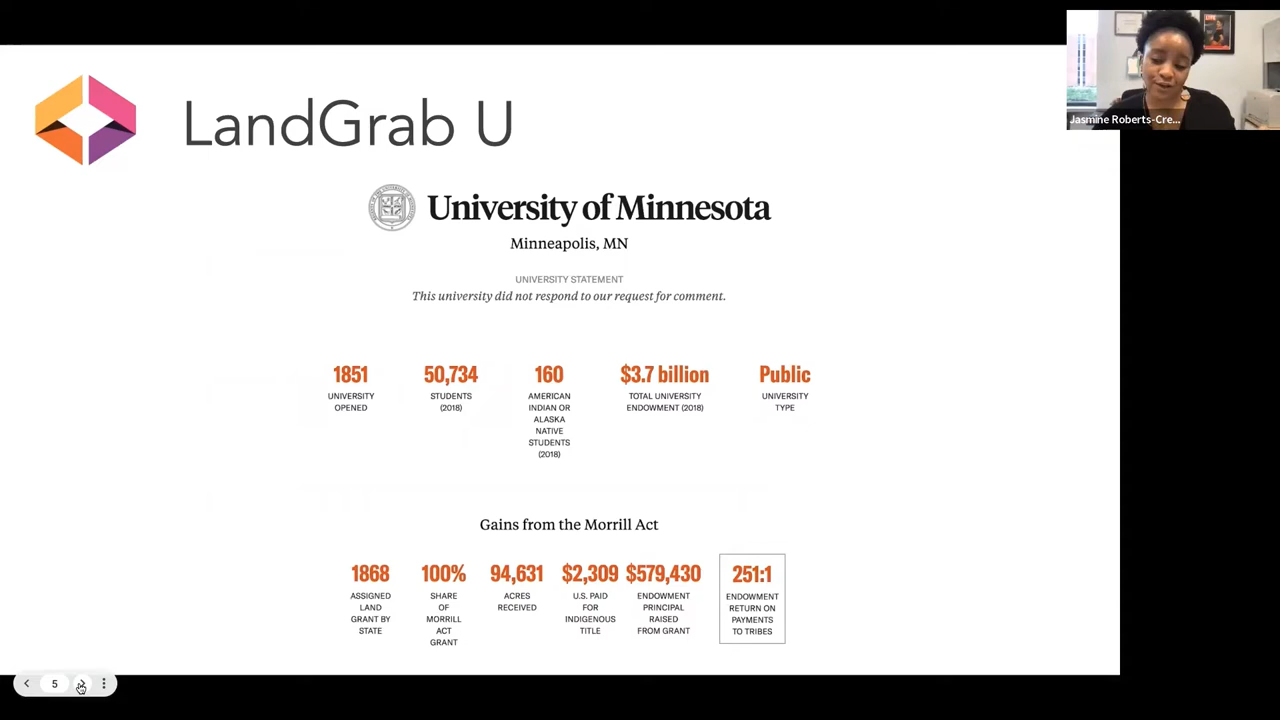 LandGrab U
Jasmine Roberts-Cre...
University of Minnesota
Minneapolis, MN
UNIVERSITY STATEMENT
This university did not respond to our request for comment.
1851
UNIVERSITY
OPENED
50,734
STUDENTS
(2018)
160
AMERICAN
INDIAN OR
ALASKA
NATIVE
STUDENTS
(2018)
$3.7 billion
TOTAL UNIVERSITY
ENDOWMENT (2018)
Public
UNIVERSITY
TYPE
Gains from the Morrill Act
1868
ASSIGNED
LAND
GRANT BY
STATE
100%
SHARE
OF
MORRILL
ACT
GRANT
94,631
ACRES
RECEIVED
$2,309
U.S. PAID
FOR
INDIGENOUS
TITLE
$579,430
ENDOWMENT
PRINCIPAL
RAISED
FROM GRANT
251:1
ENDOWMENT
RETURN ON
PAYMENTS
TO TRIBES
5